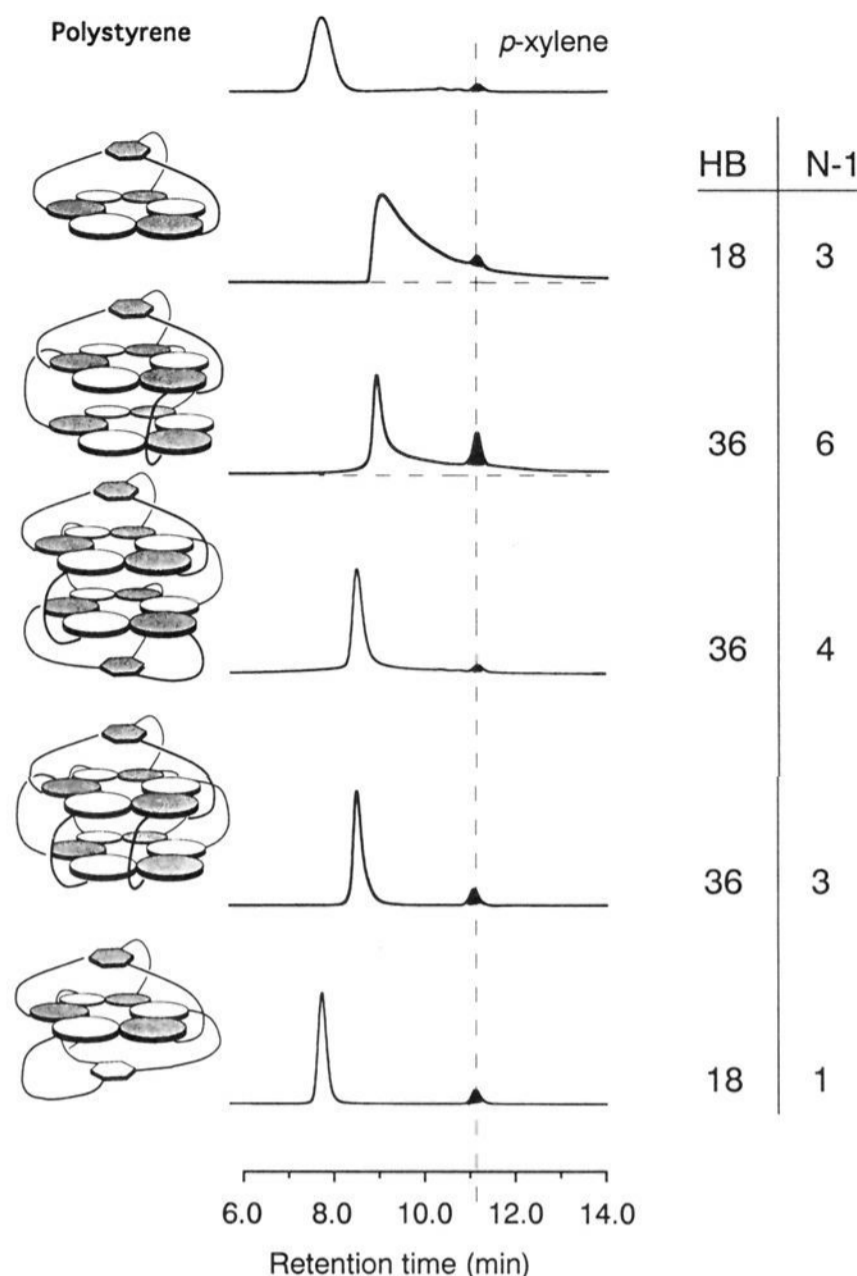 Polystyrene
p-xylene
HB N-1
18 3
36 6
36 4
36 3
18 1
6.0 8.0 10.0 12.0 14.0
Retention time (min)